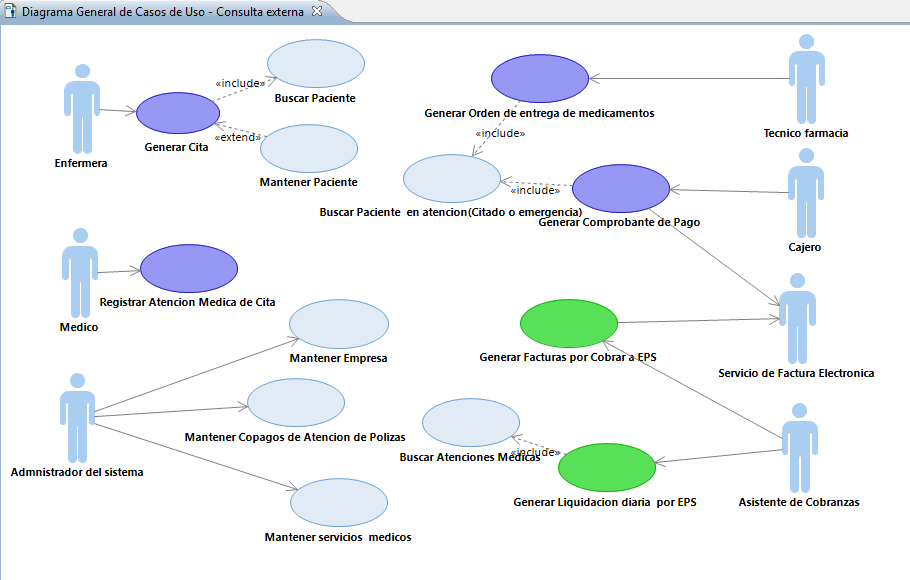 Diagrama General de Casos de Uso - Consulta externa
«include»
Buscar Paciente
Generar Orden de entrega de medicamentos
Tecnico farmacia
Enfermera
Generar Cita
«extend»
«include»
Mantener Paciente
«include»
Buscar Paciente en atencion(Citado o emergencia)
Generar Comprobante de Pago
Cajero
Registrar Atencion Medica de Cita
Medico
Mantener Empresa
Generar Facturas por Cobrar a EPS
Servicio de Factura Electronica
Mantener Copagos de Atencion de Polizas
Buscar Atenciones Médicas
«include»
Admnistrador del sistema
Generar Liquidacion diaria por EPS
Asistente de Cobranzas
Mantener servicios medicos